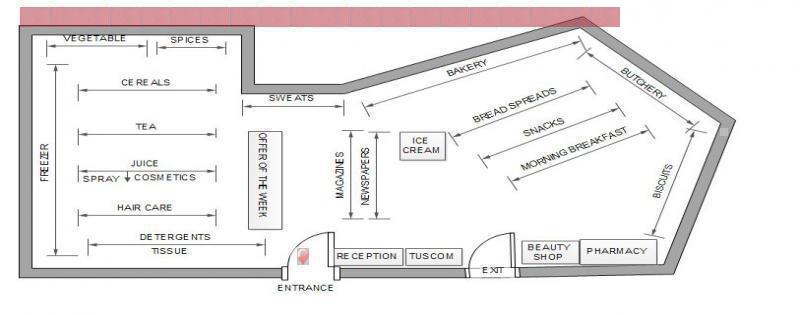 VEGETABLE
SPICES
CEREALS
TEA
JUICE
SPRAY COSMETICS
HAIR CARE
DETERGENTS
TISSUE
FREEZER
SWEATS
OFFER OF THE WEEK
MAGAZINES
NEWSPAPERS
ICE
CREAM
BAKERY
BREAD SPREADS
SNACKS
MORNING BREAKFAST
BUTCHERY
BISCUITS
RECEPTION
TUSCOM
EXIT
BEAUTY
SHOP
PHARMACY
ENTRANCE